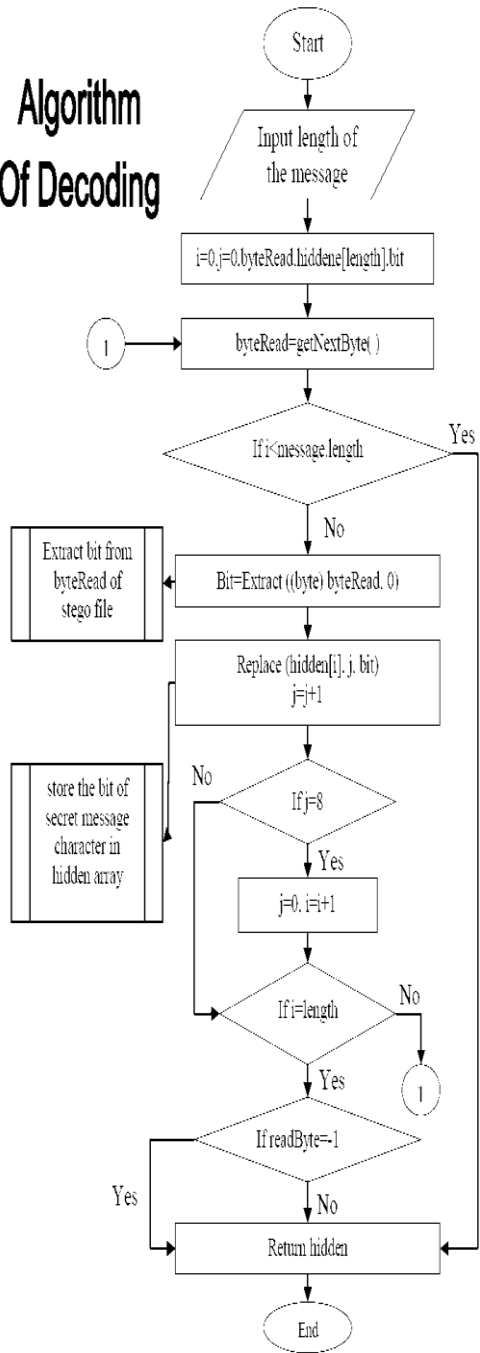 Algorithm
Of Decoding
Start
Input length of
the message
i=0.j=0.byteRead.hiddene[length].bit
1
byteRead=getNextByte( )
If i<message.length
Yes
No
Extract bit from
byteRead of
stego file
Bit=Extract ((byte) byteRead. 0)
Replace (hidden[i]. j. bit)
j=j+1
store the bit of
secret message
character in
hidden array
No
If j=8
Yes
j=0. i=i+1
If i=length
No
Yes
1
If readByte=-1
Yes
No
Return hidden
End